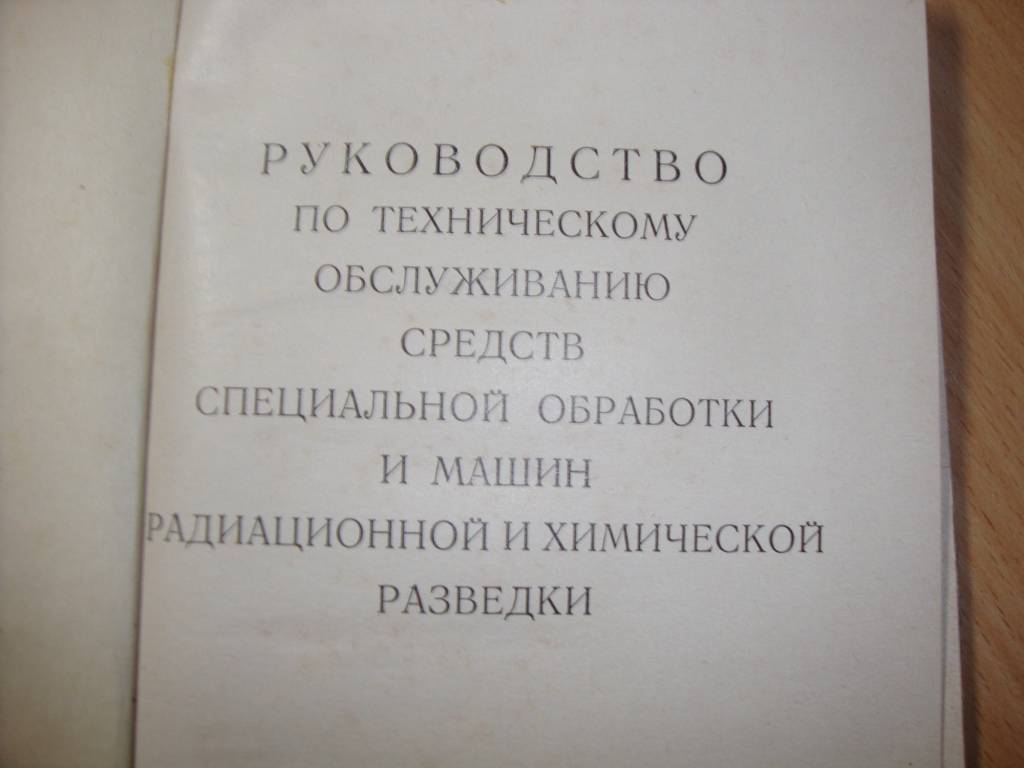 РУКОВОДСТВО
ПО ТЕХНИЧЕСКОМУ
ОБСЛУЖИВАНИЮ
СРЕДСТВ
СПЕЦИАЛЬНОЙ ОБРАБОТКИ
И МАШИН
РАДИАЦИОННОЙ И ХИМИЧЕСКОЙ
РАЗВЕДКИ